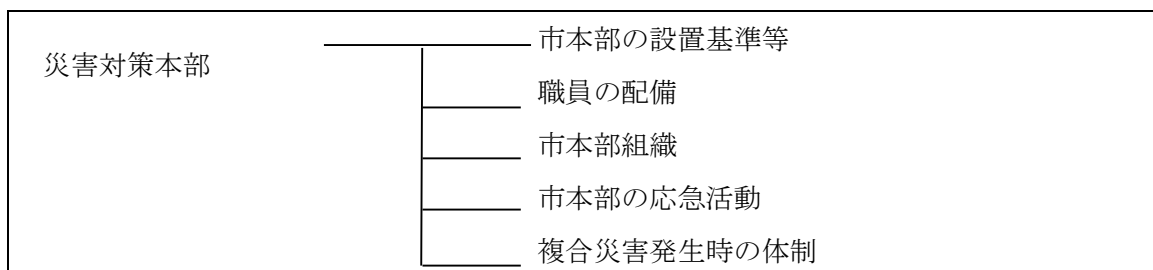 災害対策本部
市本部の設置基準等
職員の配備
市本部組織
市本部の応急活動
複合災害発生時の体制